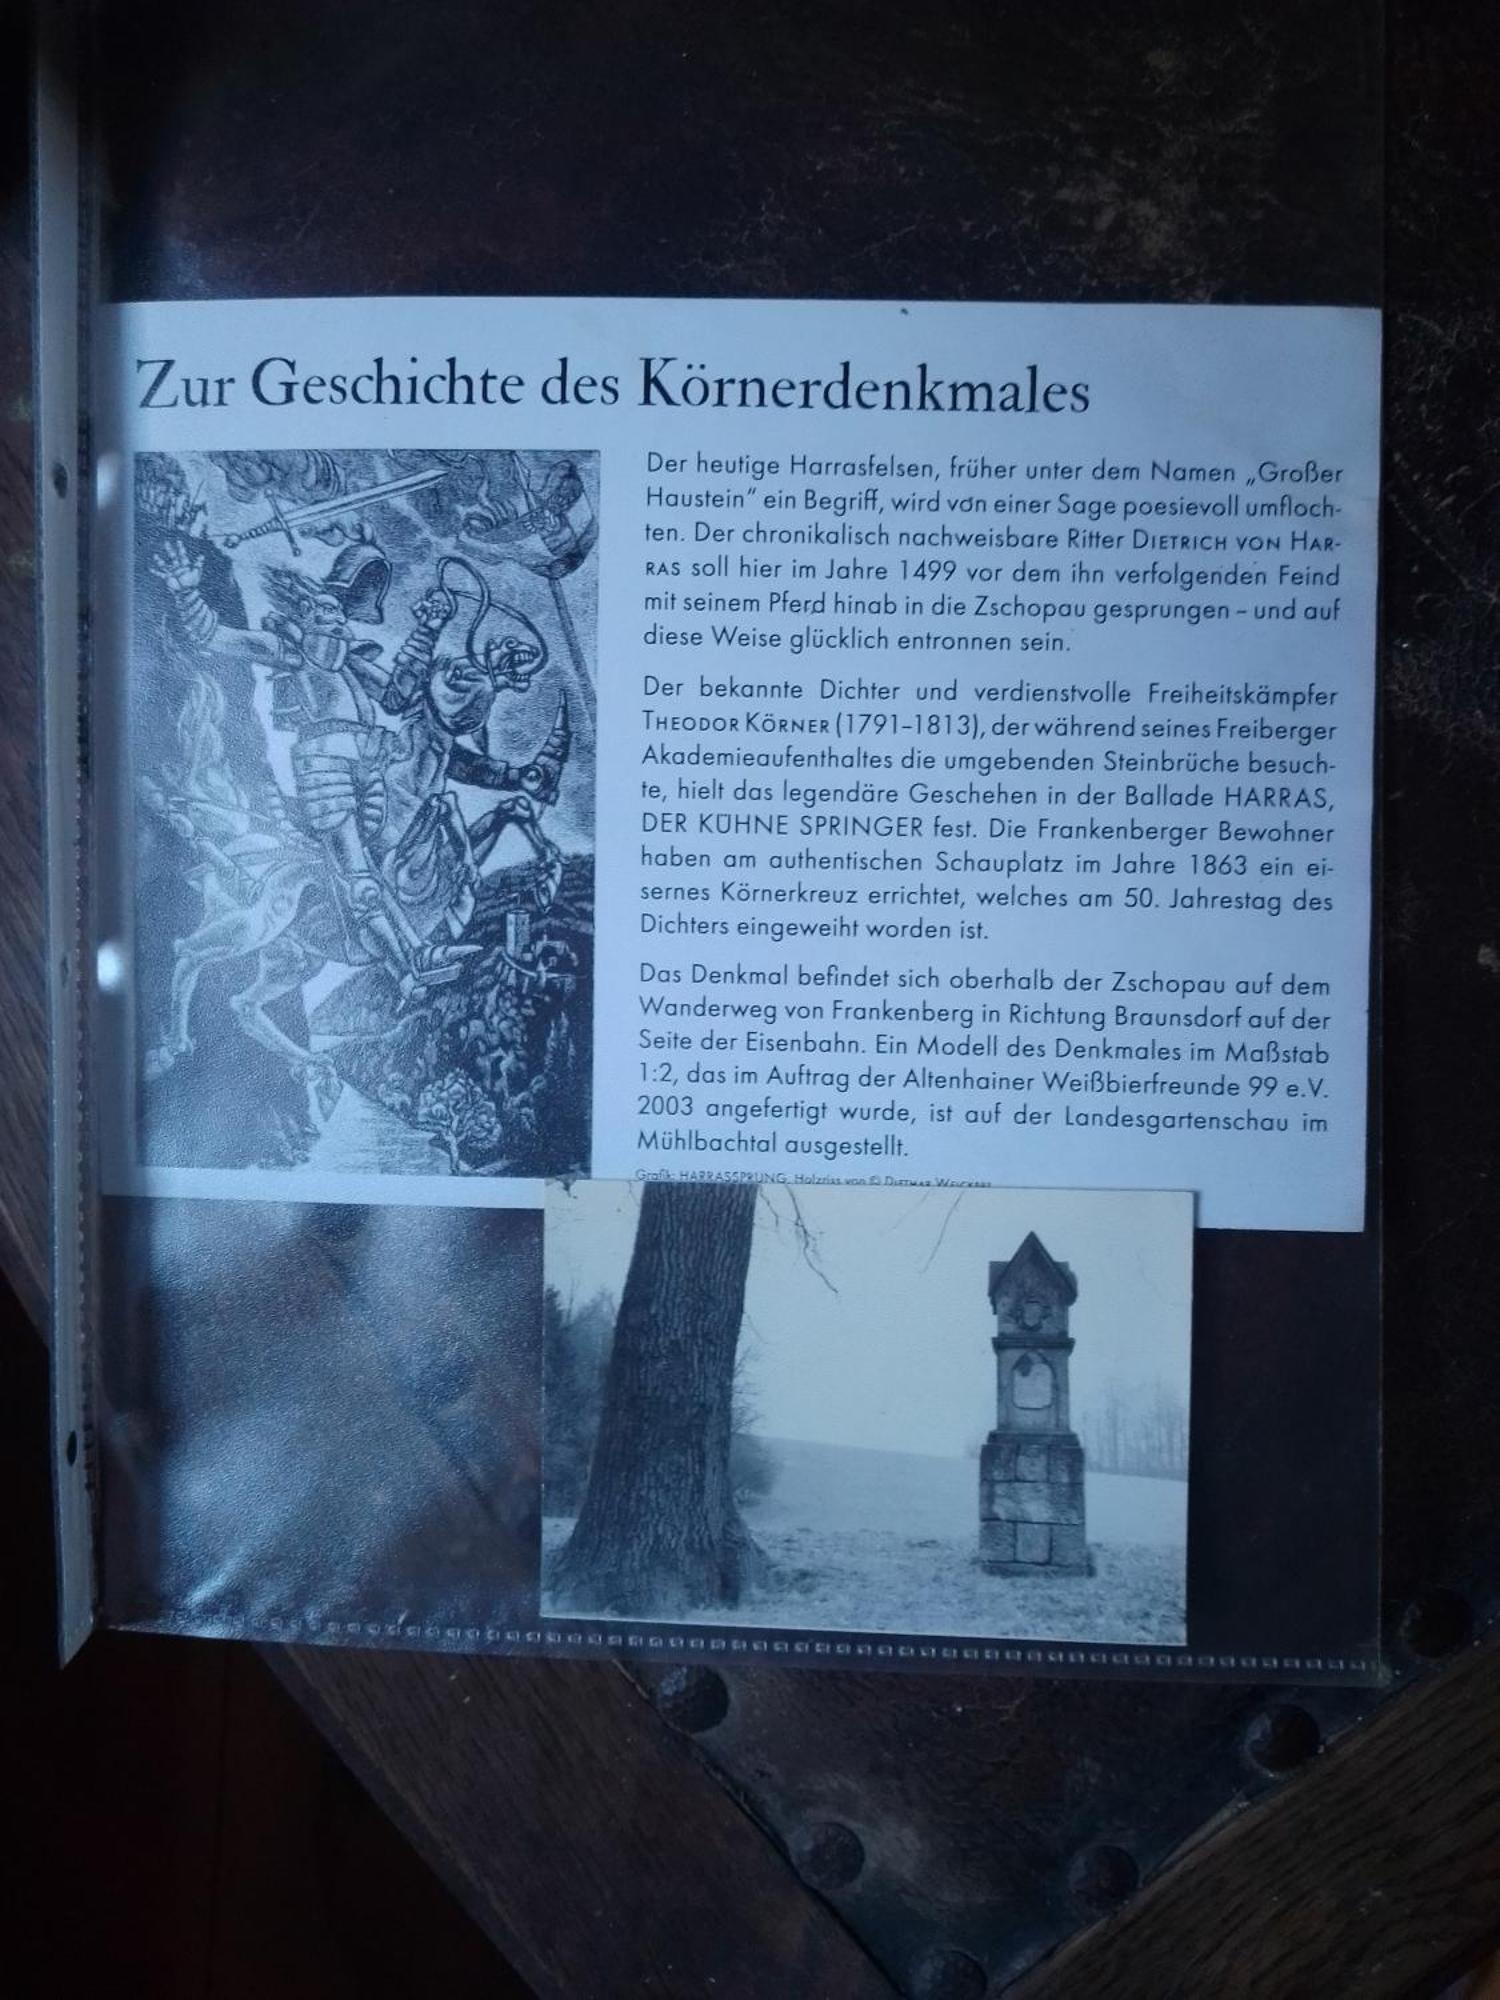 Zur Geschichte des Körnerdenkmales
Der heutige Harrasfelsen, früher unter dem Namen „Großer
Haustein“ ein Begriff, wird von einer Sage poesievoll umfloch-
ten. Der chronikalisch nachweisbare Ritter DIETRICH VON HAR-
RAS soll hier im Jahre 1499 vor dem ihn verfolgenden Feind
mit seinem Pferd hinab in die Zschopau gesprungen – und auf
diese Weise glücklich entronnen sein.
Der bekannte Dichter und verdienstvolle Freiheitskämpfer
THEODOR KÖRNER (1791–1813), der während seines Freiberger
Akademieaufenthaltes die umgebenden Steinbrüche besuch-
te, hielt das legendäre Geschehen in der Ballade HARRAS,
DER KÜHNE SPRINGER fest. Die Frankenberger Bewohner
haben am authentischen Schauplatz im Jahre 1863 ein ei-
sernes Körnerkreuz errichtet, welches am 50. Jahrestag des
Dichters eingeweiht worden ist.
Das Denkmal befindet sich oberhalb der Zschopau auf dem
Wanderweg von Frankenberg in Richtung Braunsdorf auf der
Seite der Eisenbahn. Ein Modell des Denkmales im Maßstab
1:2, das im Auftrag der Altenhainer Weißbierfreunde 99 e.V.
2003 angefertigt wurde, ist auf der Landesgartenschau im
Mühlbachtal ausgestellt.
Grafik: HARRASSPRUNG, Holzriss von © DIETMAR